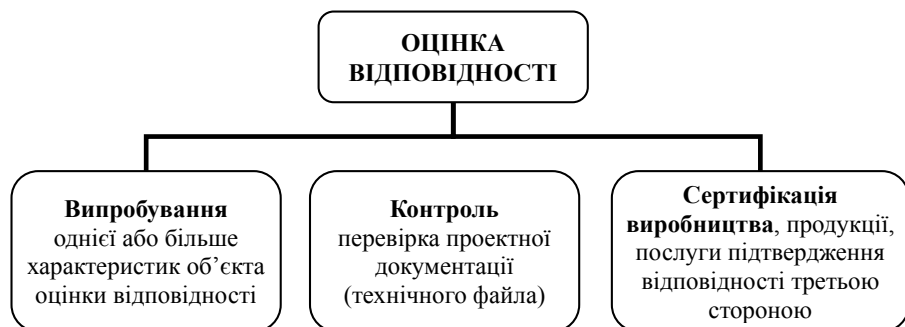 ОЦІНКА
ВІДПОВІДНОСТІ
Випробування
однієї або більше
характеристик об’єкта
оцінки відповідності
Контроль
перевірка проектної
документації
(технічного файла)
Сертифікація
виробництва, продукції,
послуги підтвердження
відповідності третьою
стороною